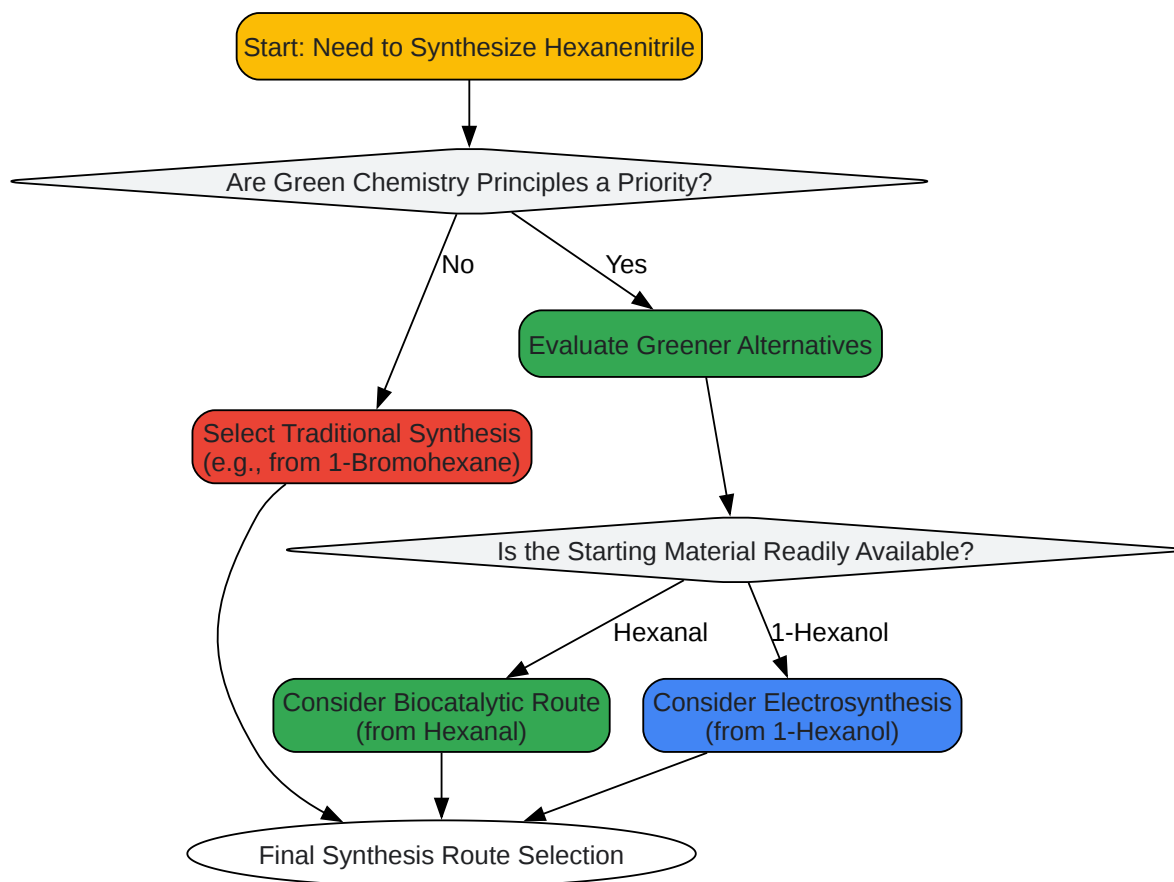 Start: Need to Synthesize Hexanenitrile
Are Green Chemistry Principles a Priority?
No
Yes
Evaluate Greener Alternatives
Select Traditional Synthesis
(e.g., from 1-Bromohexane)
Is the Starting Material Readily Available?
Hexanal
1-Hexanol
Consider Biocatalytic Route
(from Hexanal)
Consider Electrosynthesis
(from 1-Hexanol)
Final Synthesis Route Selection